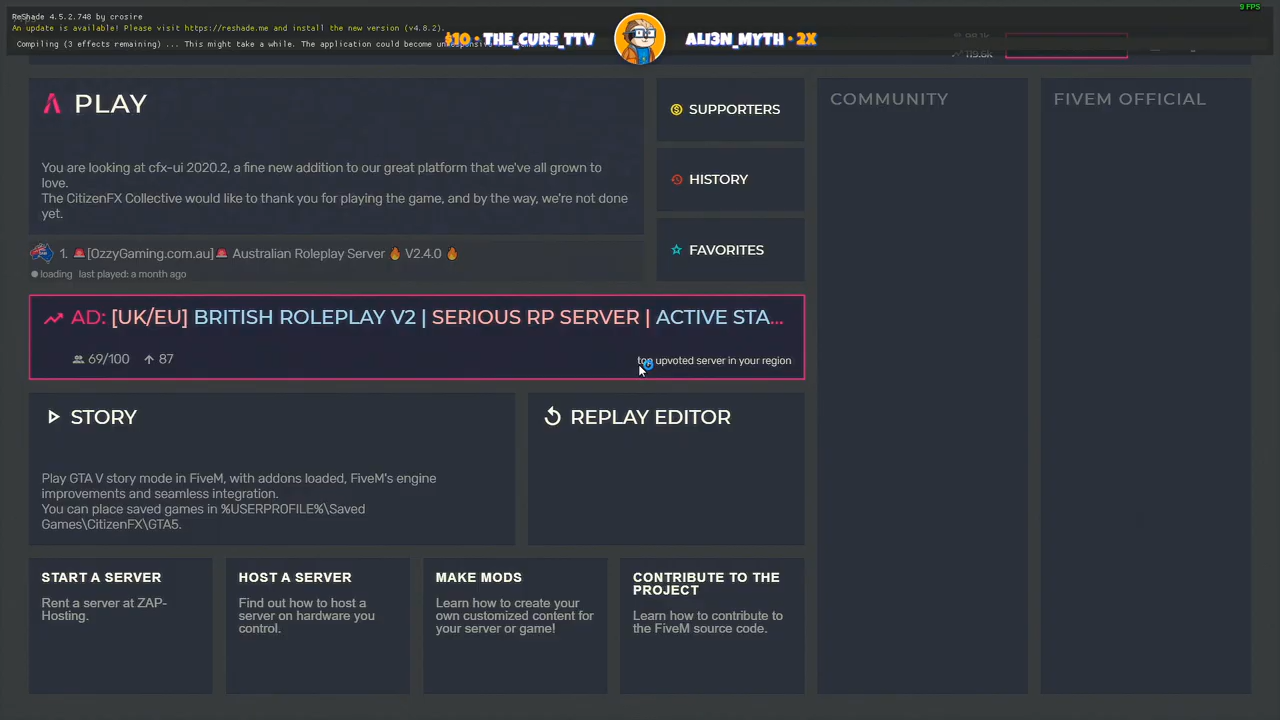 ReShade 4.5.2.748 by crosire
9 FPS
An update is available! Please visit https://reshade.me and install the new version (v4.8.2).
Compiling (3 effects remaining) ... This might take a while. The application could become
$10 · THE_CURE_TTV
ALI3N_MYTH · 2X
119.6k
PLAY
You are looking at cfx-ui 2020.2, a fine new addition to our great platform that we've all grown to
love.
The CitizenFX Collective would like to thank you for playing the game, and by the way, we're not done
yet.
SUPPORTERS
HISTORY
FAVORITES
COMMUNITY
FIVEM OFFICIAL
1. 🚨[OzzyGaming.com.au]🚨 Australian Roleplay Server 🔥 V2.4.0 🔥
loading last played: a month ago
AD: [UK/EU] BRITISH ROLEPLAY V2 | SERIOUS RP SERVER | ACTIVE STA...
69/100 87
top upvoted server in your region
STORY
Play GTA V story mode in FiveM, with addons loaded, FiveM's engine
improvements and seamless integration.
You can place saved games in %USERPROFILE%\Saved
Games\CitizenFX\GTA5.
REPLAY EDITOR
START A SERVER
Rent a server at ZAP-
Hosting.
HOST A SERVER
Find out how to host a
server on hardware you
control.
MAKE MODS
Learn how to create your
own customized content for
your server or game!
CONTRIBUTE TO THE
PROJECT
Learn how to contribute to
the FiveM source code.